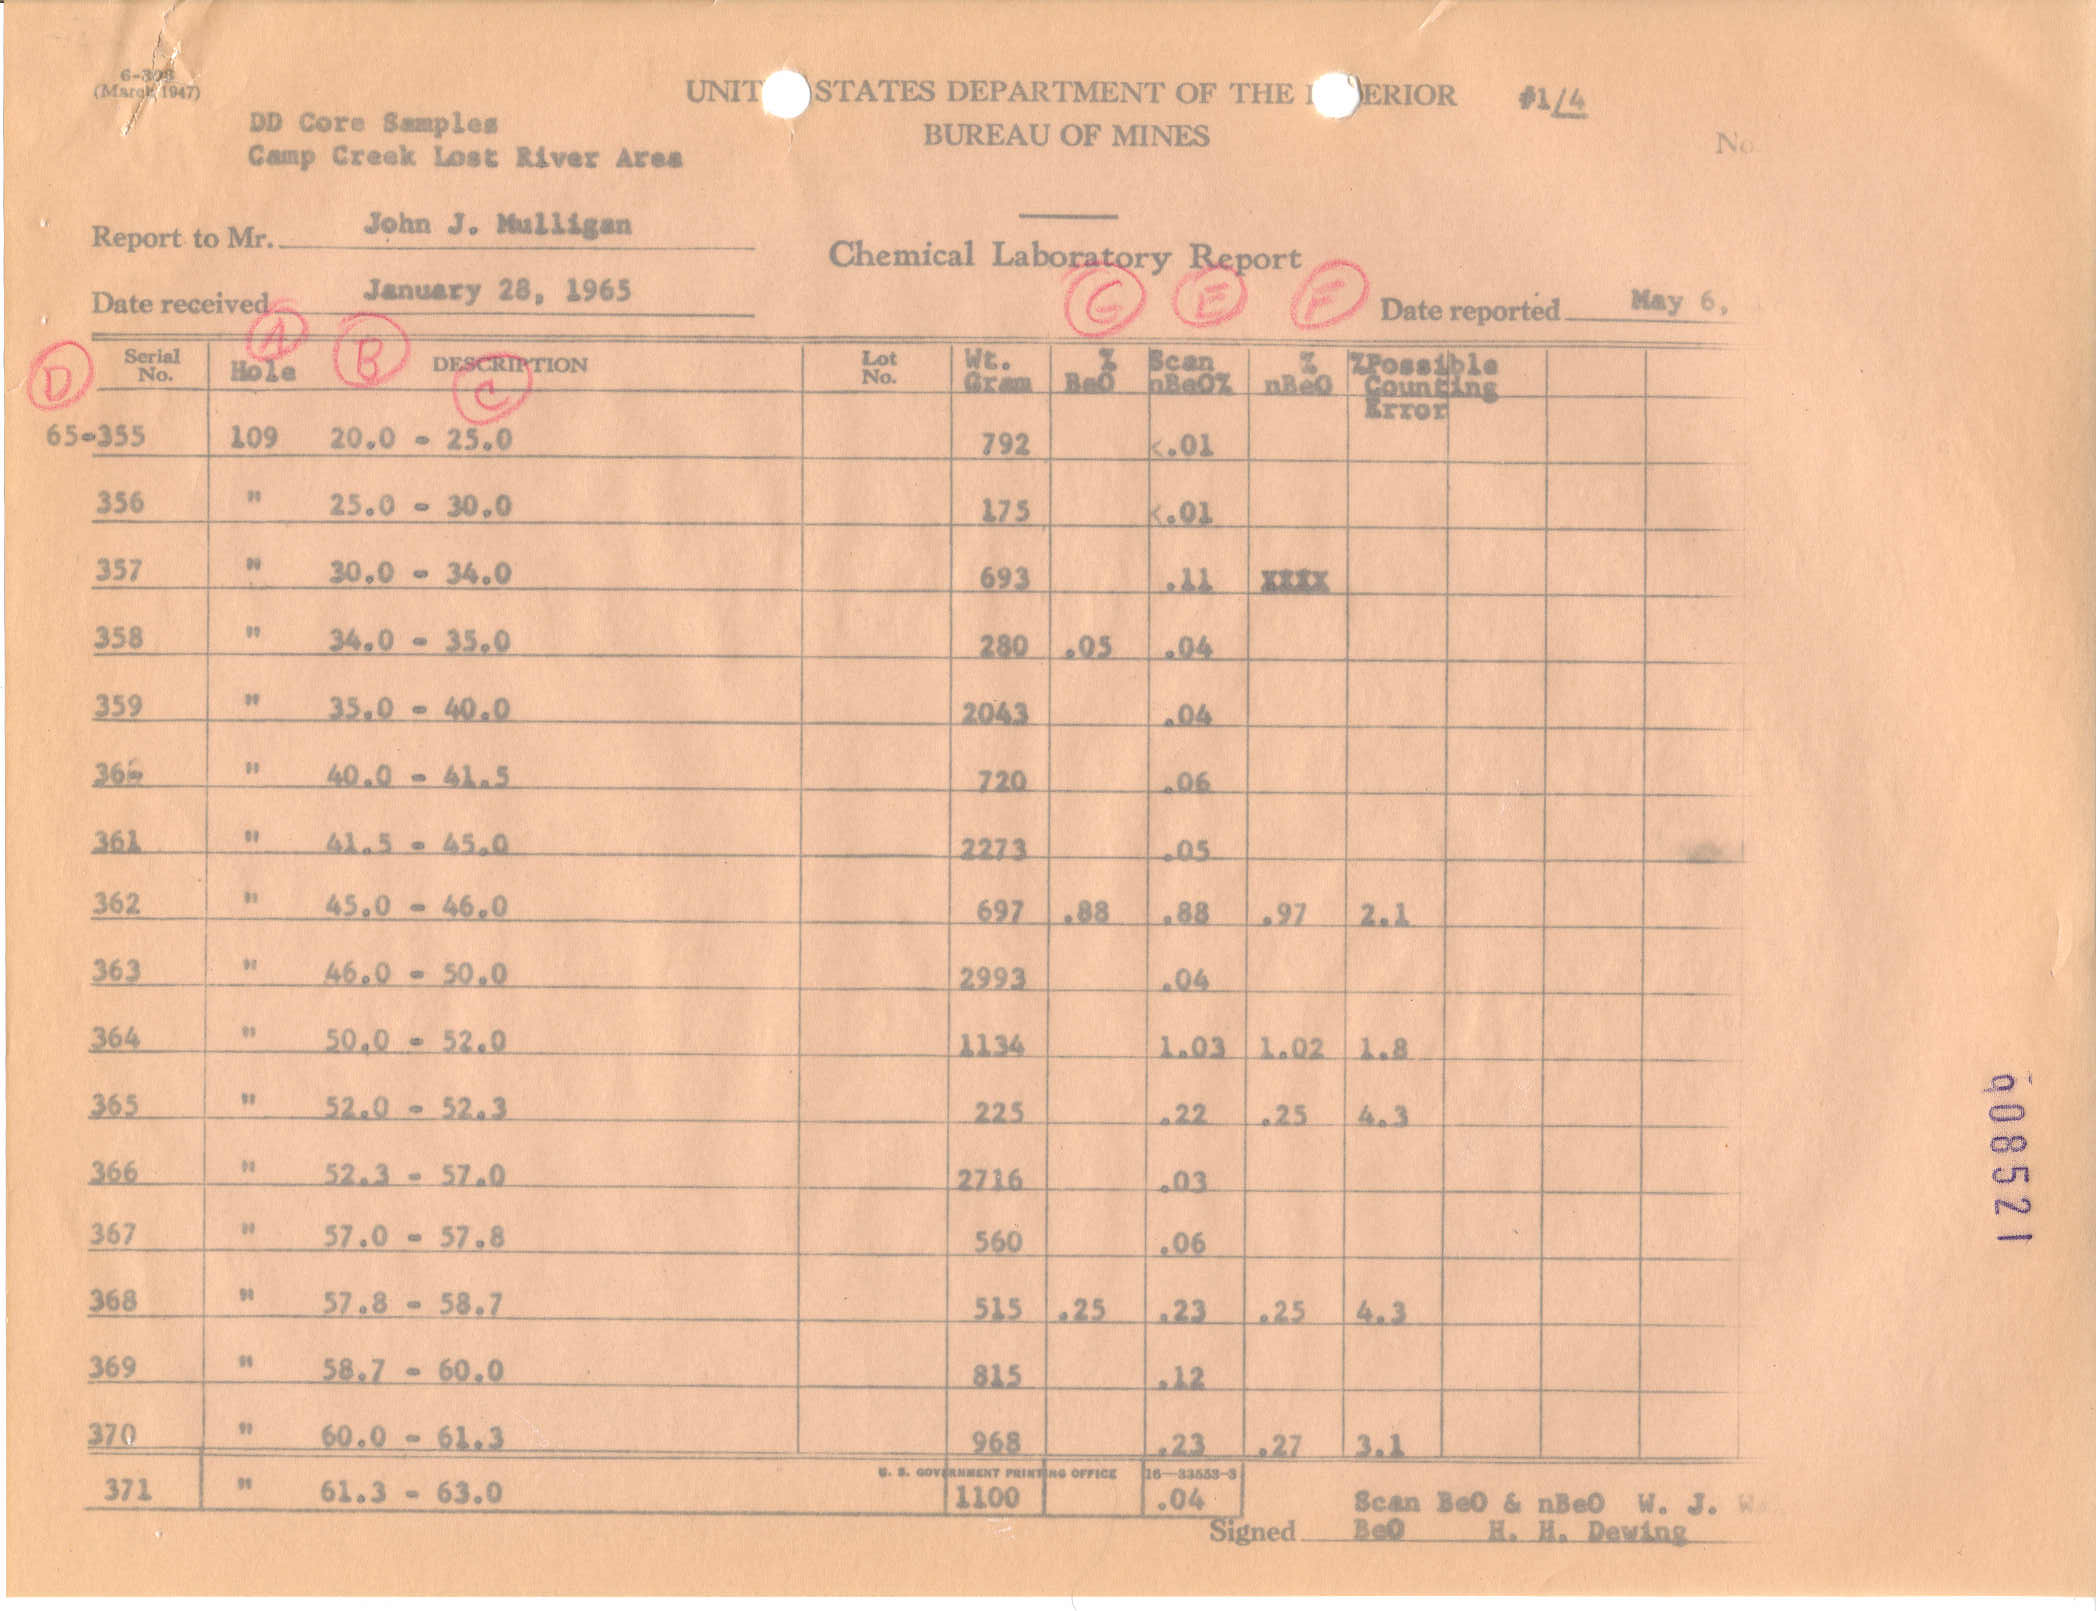 6-303
(March 1947)
UNIT STATES DEPARTMENT OF THE I ERIOR #1/4
DD Core Samples
BUREAU OF MINES
No
Camp Creek Lost River Area
Report to Mr. John J. Mulligan
Chemical Laboratory Report
Date received January 28, 1965
G E F
Date reported May 6,
D A B C
Serial No. Hole DESCRIPTION Lot No. Wt. Gram % BeO Scan nBeO% % nBeO %Possible Counting Error
65-355 109 20.0 - 25.0 792 <.01
356 " 25.0 - 30.0 175 <.01
357 " 30.0 - 34.0 693 .11 XXXX
358 " 34.0 - 35.0 280 .05 .04
359 " 35.0 - 40.0 2043 .04
" 40.0 - 41.5 720 .06
361 " 41.5 - 45.0 2273 .05
362 " 45.0 - 46.0 697 .88 .88 .97 2.1
363 " 46.0 - 50.0 2993 .04
364 " 50.0 - 52.0 1134 1.03 1.02 1.8
365 " 52.0 - 52.3 225 .22 .25 4.3
366 " 52.3 - 57.0 2716 .03
367 " 57.0 - 57.8 560 .06
368 " 57.8 - 58.7 515 .25 .23 .25 4.3
369 " 58.7 - 60.0 815 .12
370 " 60.0 - 61.3 968 .23 .27 3.1
U. S. GOVERNMENT PRINTING OFFICE 16—33553-3
371 " 61.3 - 63.0 1100 .04
Scan BeO & nBeO W. J.
Signed BeO H. H. Dewing
908521